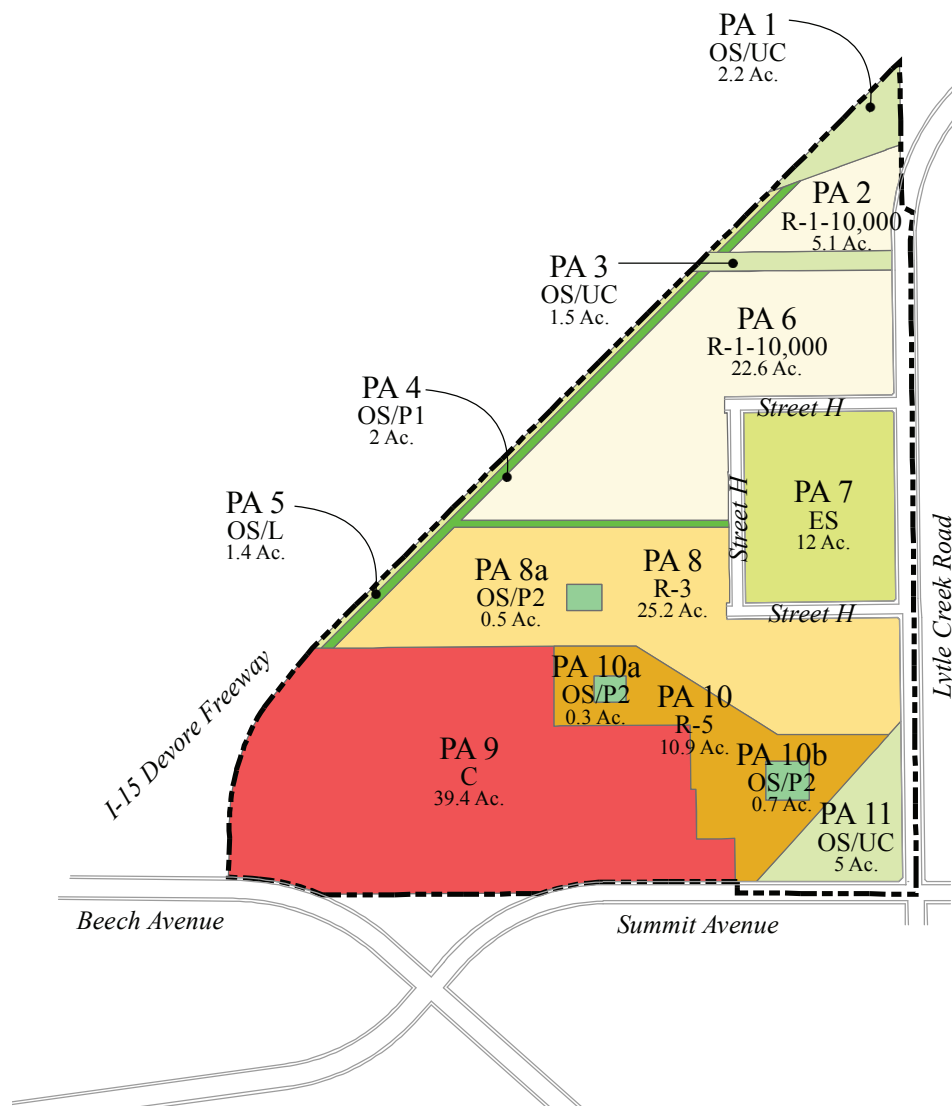 PA 1
OS/UC
2.2 Ac.
PA 2
R-1-10,000
5.1 Ac.
PA 3
OS/UC
1.5 Ac.
PA 6
R-1-10,000
22.6 Ac.
PA 4
OS/P1
2 Ac.
Street H
PA 5
OS/L
1.4 Ac.
Street H
PA 7
ES
12 Ac.
PA 8a
OS/P2
0.5 Ac.
PA 8
R-3
25.2 Ac.
Street H
Lytle Creek Road
I-15 Devore Freeway
PA 10a
OS/P2
0.3 Ac.
PA 10
R-5
10.9 Ac.
PA 9
C
39.4 Ac.
PA 10b
OS/P2
0.7 Ac.
PA 11
OS/UC
5 Ac.
Beech Avenue
Summit Avenue